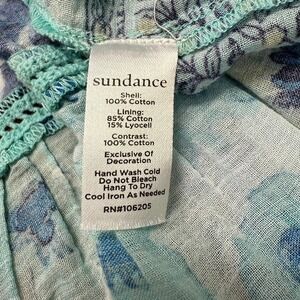 sundance
Shell:
100% Cotton
Lining:
85% Cotton
15% Lyocell
Contrast:
100% Cotton
Exclusive Of
Decoration
Hand Wash Cold
Do Not Bleach
Hang To Dry
Cool Iron As Needed
RN#106205